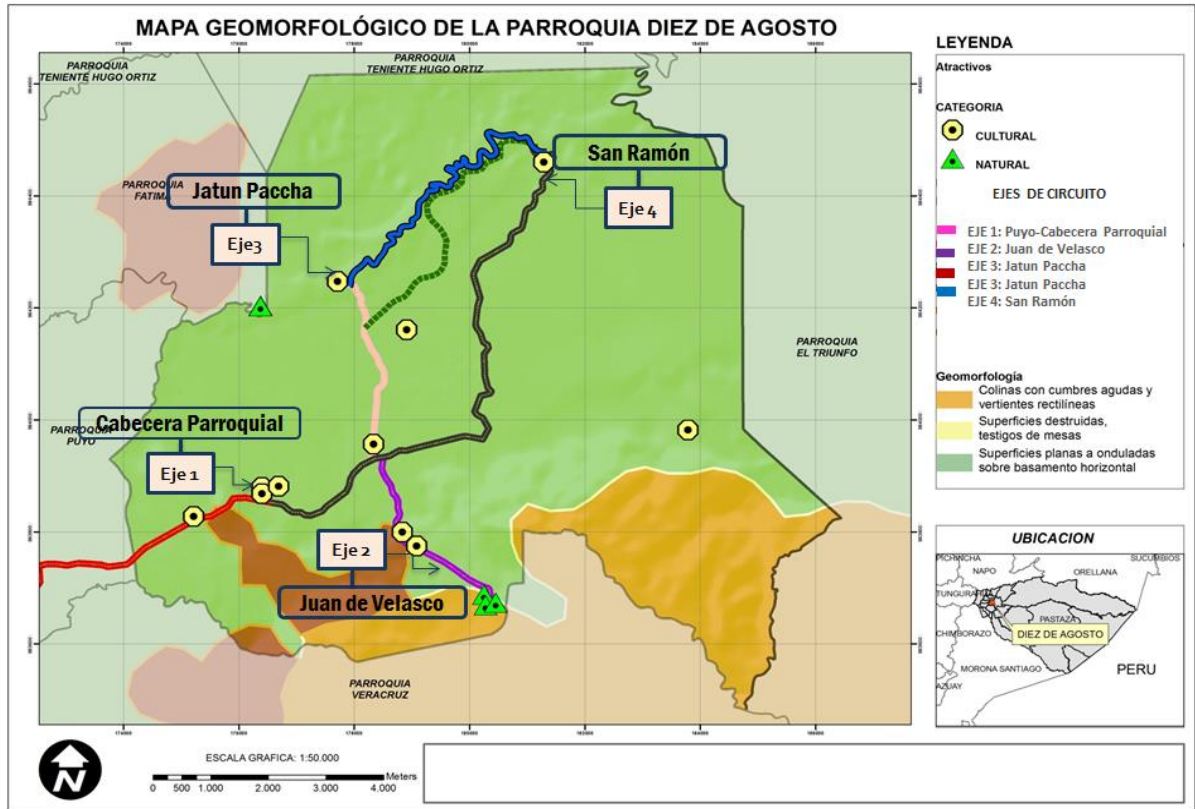 MAPA GEOMORFOLÓGICO DE LA PARROQUIA DIEZ DE AGOSTO
PARROQUIA
TENIENTE HUGO ORTIZ
PARROQUIA
TENIENTE HUGO ORTIZ
PARROQUIA
FATIMA
San Ramón
Jatun Paccha
Eje 4
Eje3
PARROQUIA
EL TRIUNFO
Cabecera Parroquial
PARROQUIA
PUYO
Eje 1
Eje 2
Juan de Velasco
PARROQUIA
VERACRUZ
ESCALA GRAFICA: 1:50.000
Meters
0 500 1.000 2.000 3.000 4.000
N
LEYENDA
Atractivos
CATEGORIA
CULTURAL
NATURAL
EJES DE CIRCUITO
EJE 1: Puyo-Cabecera Parroquial
EJE 2: Juan de Velasco
EJE 3: Jatun Paccha
EJE 3: Jatun Paccha
EJE 4: San Ramón
Geomorfología
Colinas con cumbres agudas y
vertientes rectilíneas
Superficies destruidas,
testigos de mesas
Superficies planas a onduladas
sobre basamento horizontal
UBICACION
PICHINCHA
SUCUMBIOS
NAPO
ORELLANA
TUNGURAH
PASTAZA
CHIMBORAZO
DIEZ DE AGOSTO
MORONA SANTIAGO
PERU
AZUAY